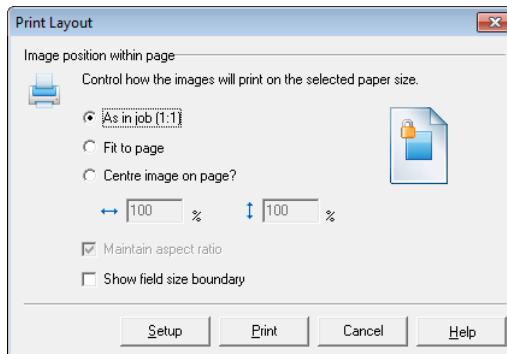 Print Layout
Image position within page
Control how the images will print on the selected paper size.
As in job (1:1)
Fit to page
Centre image on page?
100 % 100 %
Maintain aspect ratio
Show field size boundary
Setup Print Cancel Help